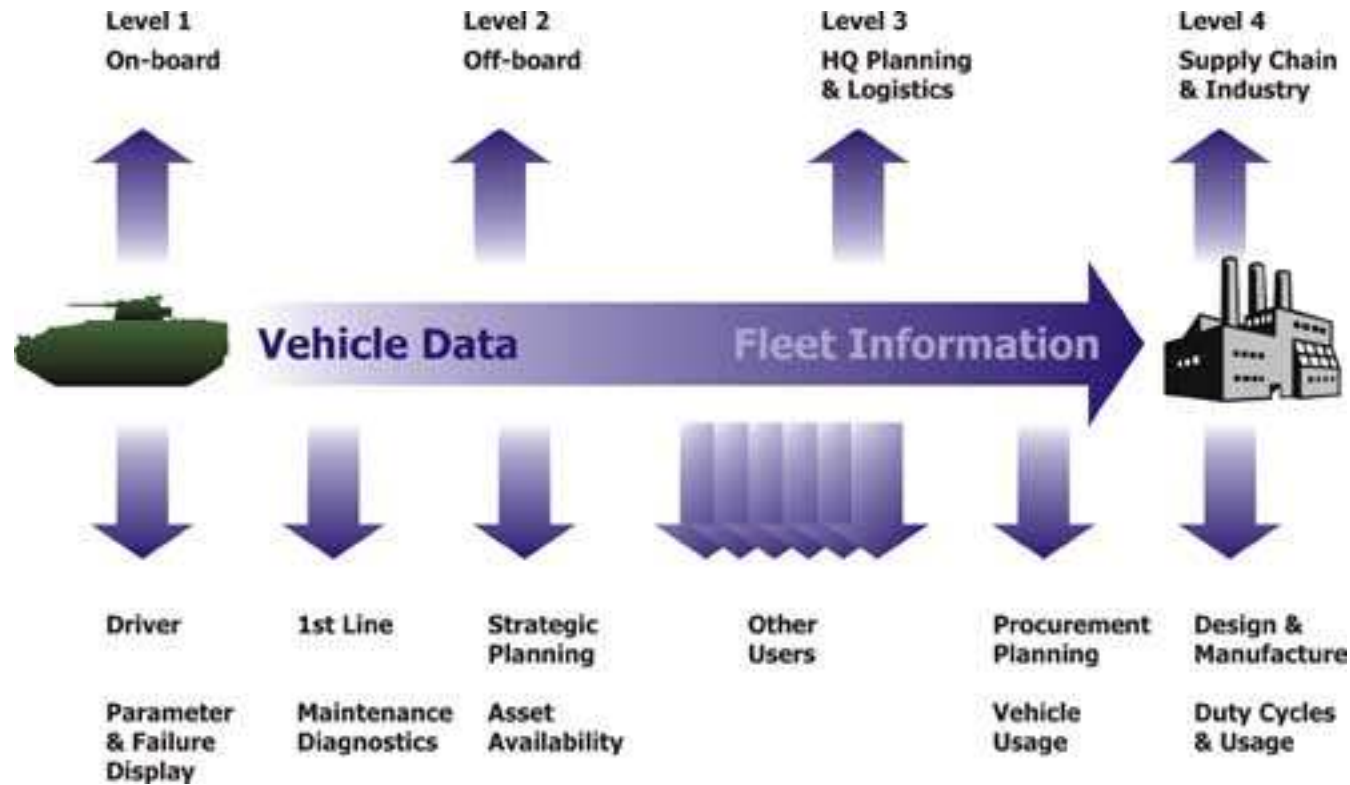 Level 1
On-board
Level 2
Off-board
Level 3
HQ Planning
& Logistics
Level 4
Supply Chain
& Industry
Vehicle Data
Fleet Information
Driver
Parameter
& Failure
Display
1st Line
Maintenance
Diagnostics
Strategic
Planning
Asset
Availability
Other
Users
Procurement
Planning
Vehicle
Usage
Design &
Manufacture
Duty Cycles
& Usage